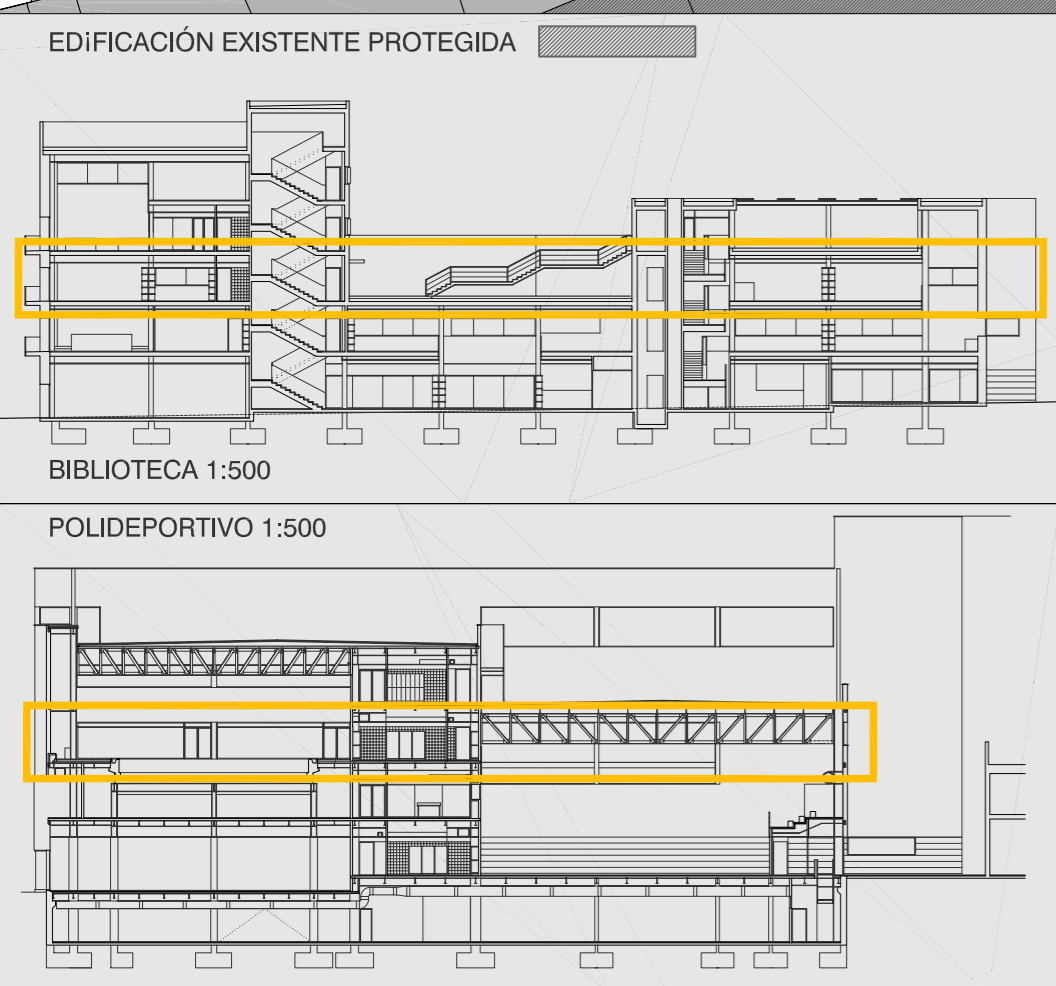 EDiFICACIÓN EXISTENTE PROTEGIDA
BIBLIOTECA 1:500
POLIDEPORTIVO 1:500